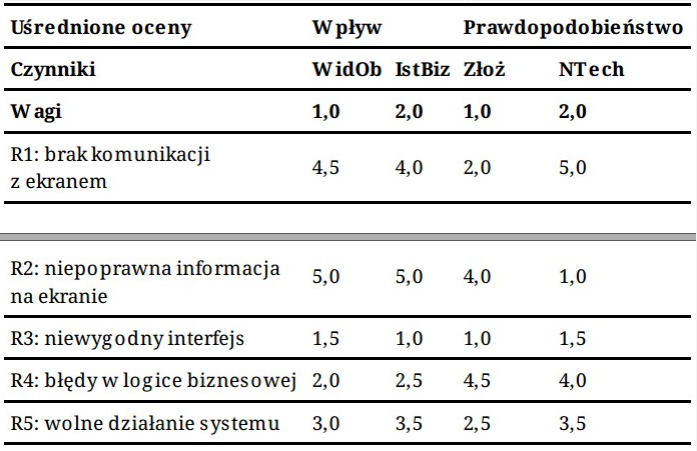 Uśrednione oceny Wpływ Prawdopodobieństwo
Czynniki WidOb IstBiz Złoż NTech
Wagi 1,0 2,0 1,0 2,0
R1: brak komunikacji
z ekranem 4,5 4,0 2,0 5,0
R2: niepoprawna informacja
na ekranie 5,0 5,0 4,0 1,0
R3: niewygodny interfejs 1,5 1,0 1,0 1,5
R4: błędy w logice biznesowej 2,0 2,5 4,5 4,0
R5: wolne działanie systemu 3,0 3,5 2,5 3,5